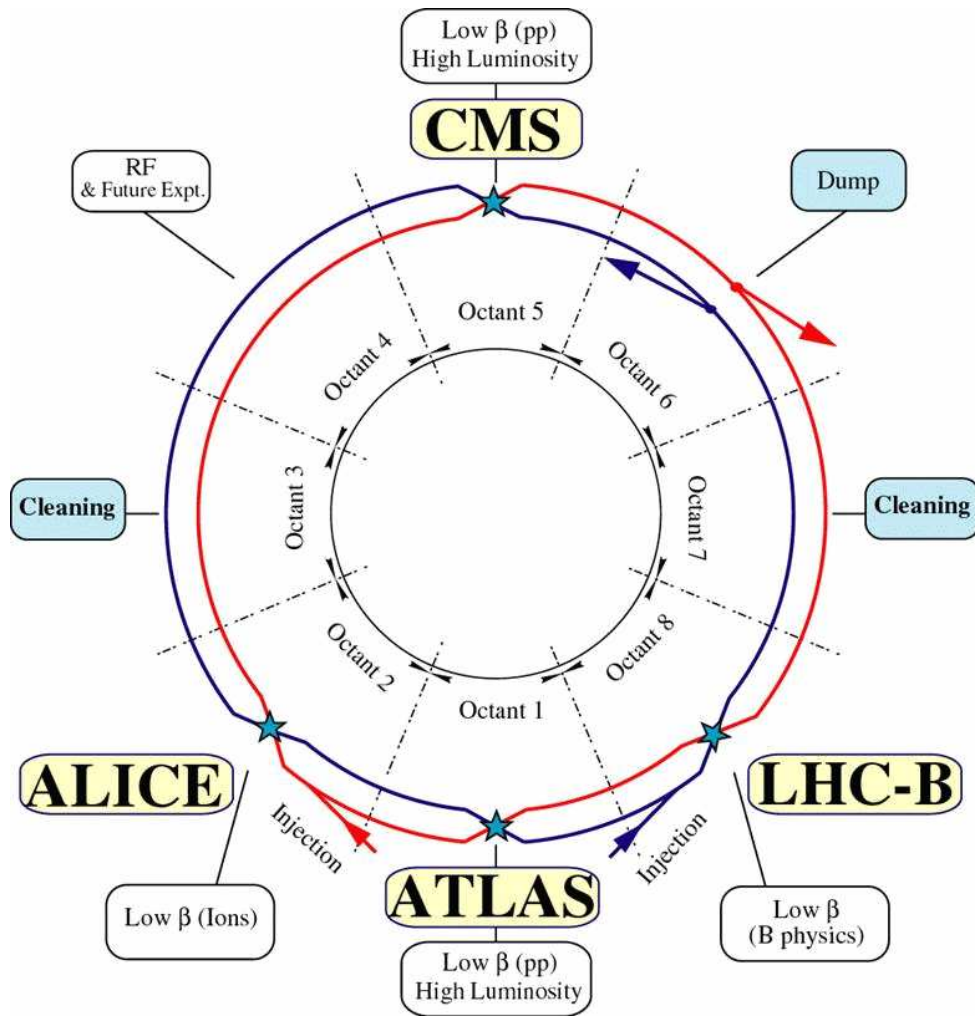 Low β (pp)
High Luminosity
CMS
RF
& Future Expt.
Dump
Octant 5
Octant 4
Octant 6
Cleaning
Octant 3
Octant 7
Cleaning
Octant 2
Octant 8
Octant 1
ALICE
LHC-B
Injection
Injection
ATLAS
Low β (Ions)
Low β
(B physics)
Low β (pp)
High Luminosity